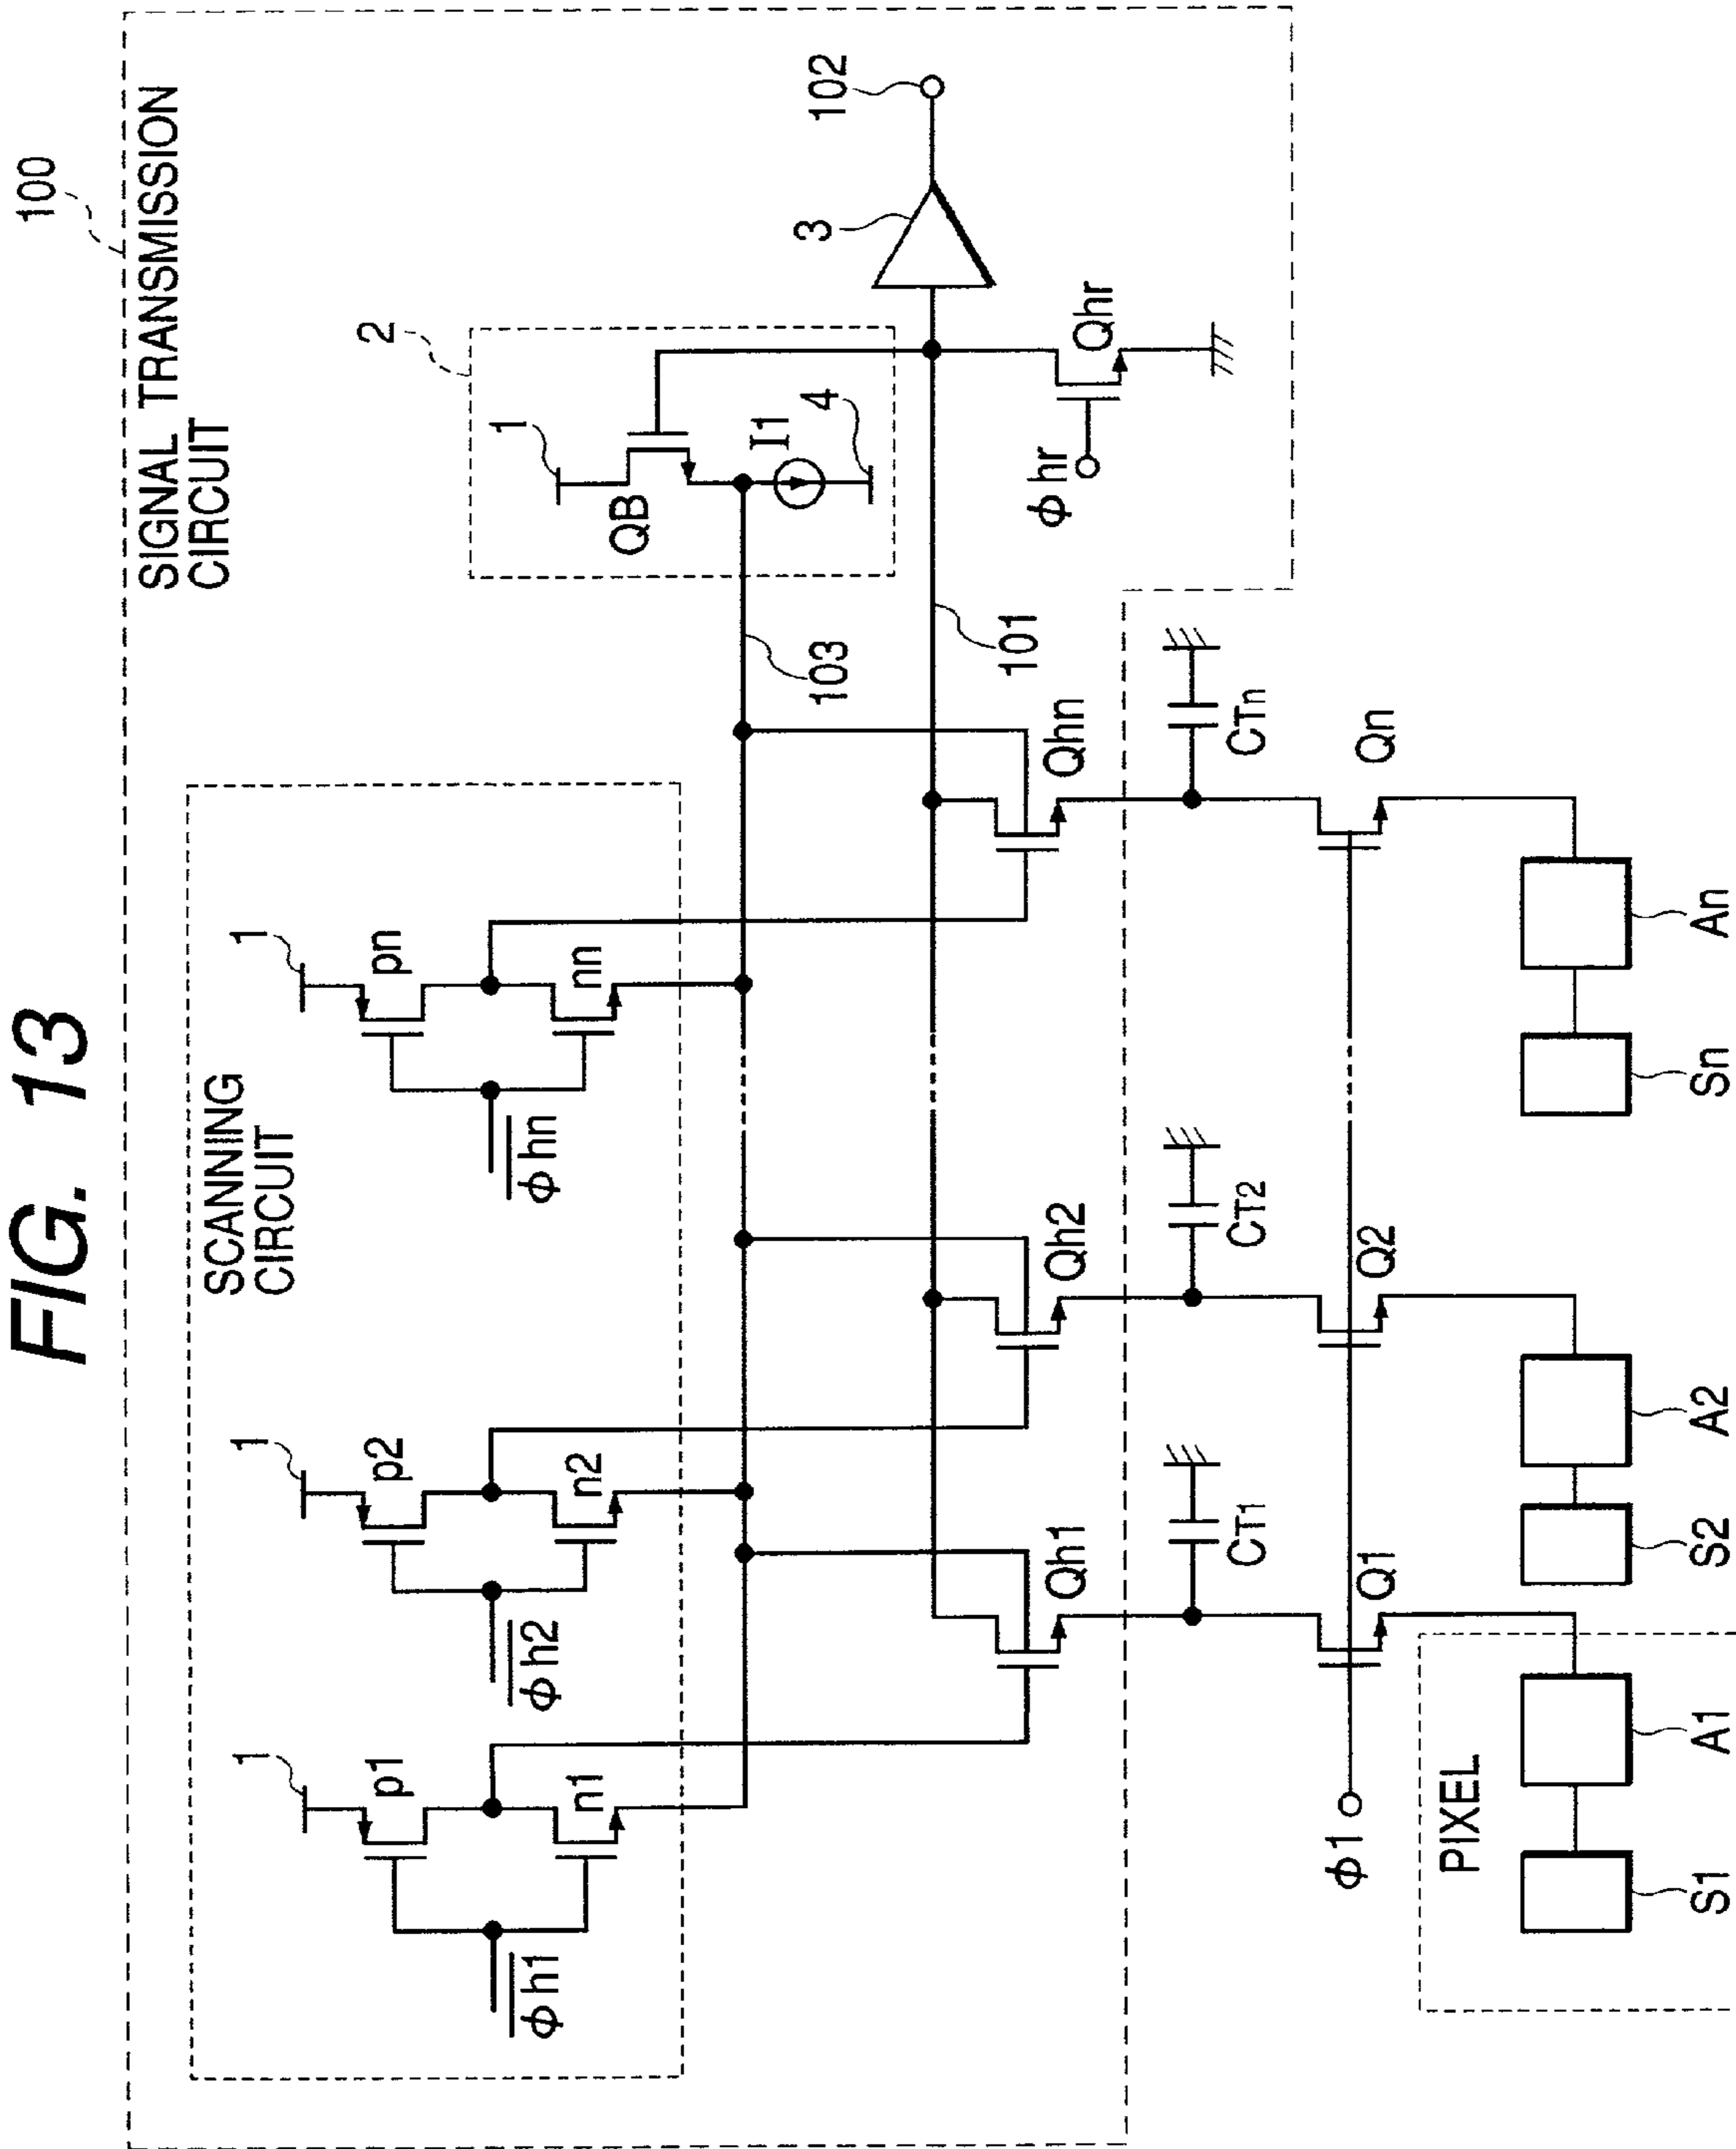 FIG. 13
100
SIGNAL TRANSMISSION
CIRCUIT
SCANNING
CIRCUIT
1
p1
n1
φh1
1
p2
n2
φh2
1
pn
nn
φhn
2
1
QB
I1
4
3
102
103
101
φhr
Qhr
Qh1
Qh2
Qhn
CT1
CT2
CTn
φ1
Q1
Q2
Qn
PIXEL
S1
A1
S2
A2
Sn
An